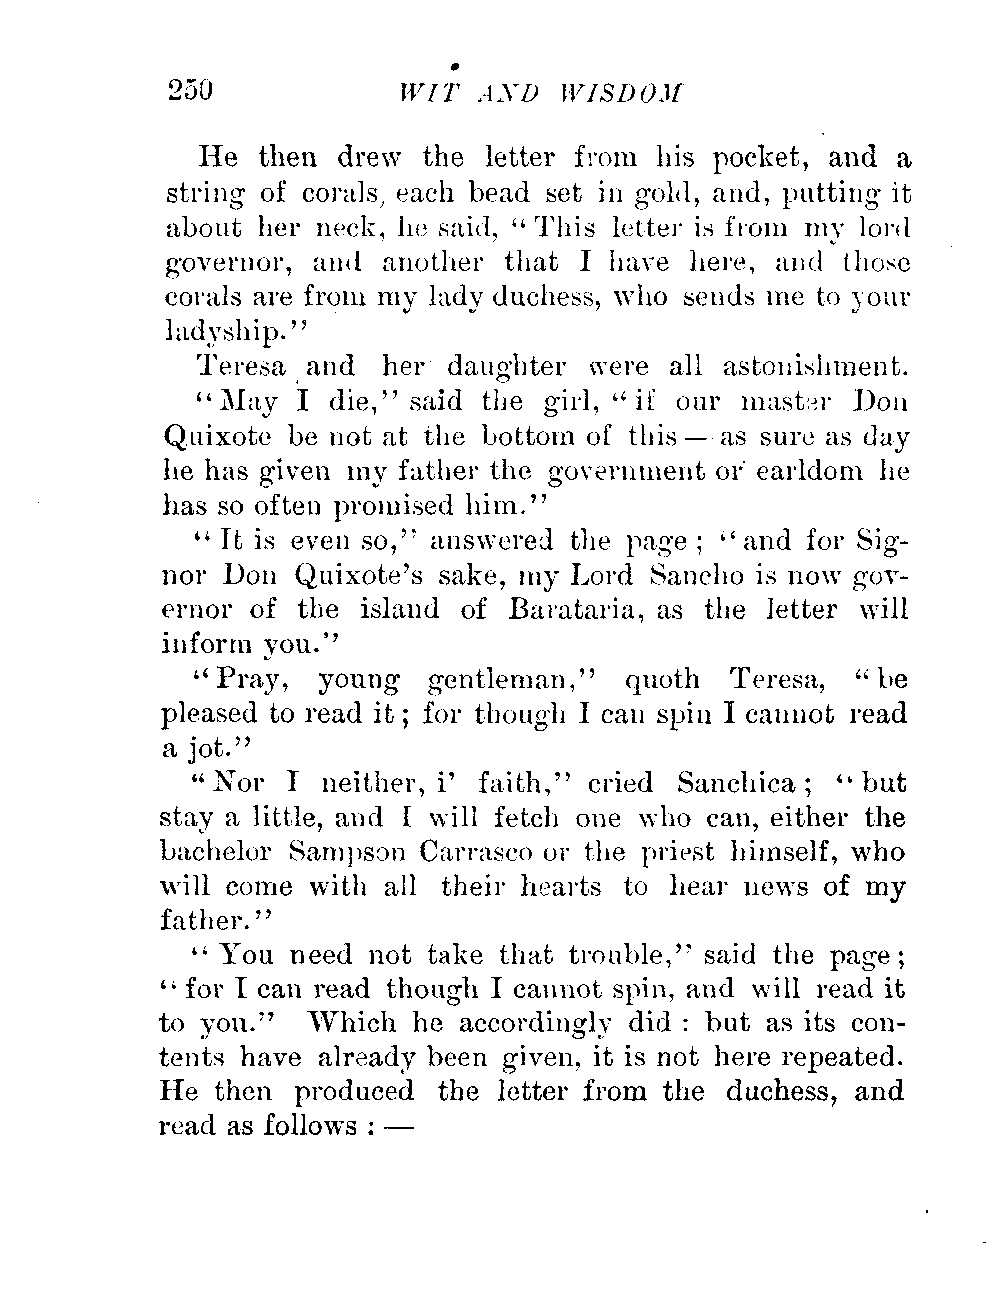 250 WIT AND WISDOM
He then drew the letter from his pocket, and a
string of corals, each bead set in gold, and, putting it
about her neck, he said, “This letter is from my lord
governor, and another that I have here, and those
corals are from my lady duchess, who sends me to your
ladyship.”
Teresa and her daughter were all astonishment.
“May I die,” said the girl, “if our master Don
Quixote be not at the bottom of this — as sure as day
he has given my father the government or earldom he
has so often promised him.”
“It is even so,” answered the page; “and for Sig-
nor Don Quixote’s sake, my Lord Sancho is now gov-
ernor of the island of Barataria, as the letter will
inform you.”
“Pray, young gentleman,” quoth Teresa, “be
pleased to read it; for though I can spin I cannot read
a jot.”
“Nor I neither, i’ faith,” cried Sanchica; “but
stay a little, and I will fetch one who can, either the
bachelor Sampson Carrasco or the priest himself, who
will come with all their hearts to hear news of my
father.”
“You need not take that trouble,” said the page;
“for I can read though I cannot spin, and will read it
to you.” Which he accordingly did: but as its con-
tents have already been given, it is not here repeated.
He then produced the letter from the duchess, and
read as follows: —